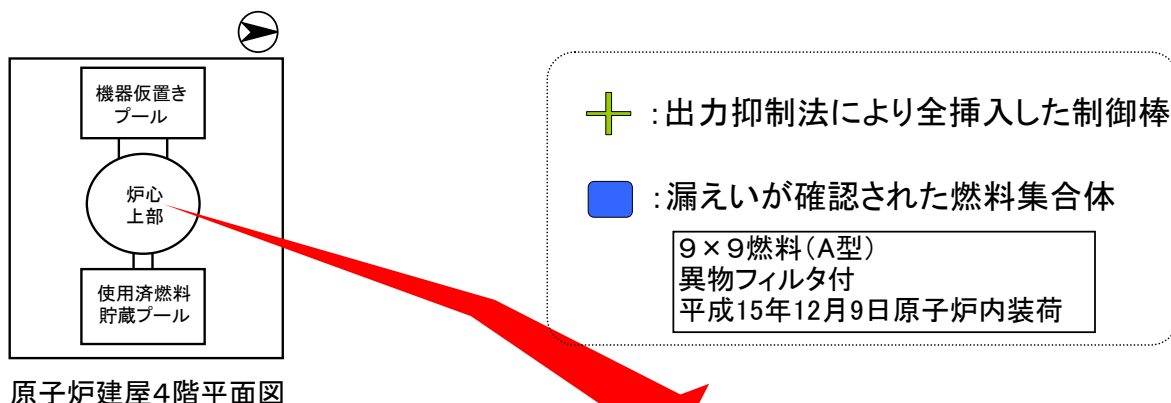 機器仮置き
プール
炉心
上部
使用済燃料
貯蔵プール
原子炉建屋4階平面図
:出力抑制法により全挿入した制御棒
:漏えいが確認された燃料集合体
9×9燃料(A型)
異物フィルタ付
平成15年12月9日原子炉内装荷